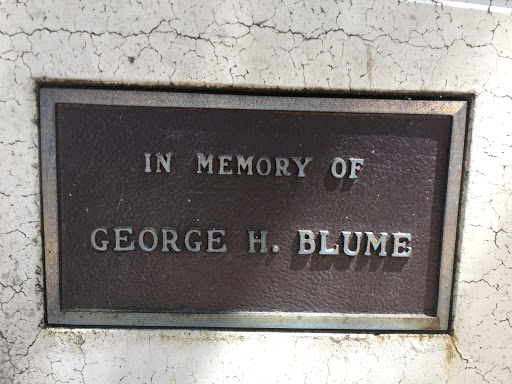 IN MEMORY OF
GEORGE H. BLUME